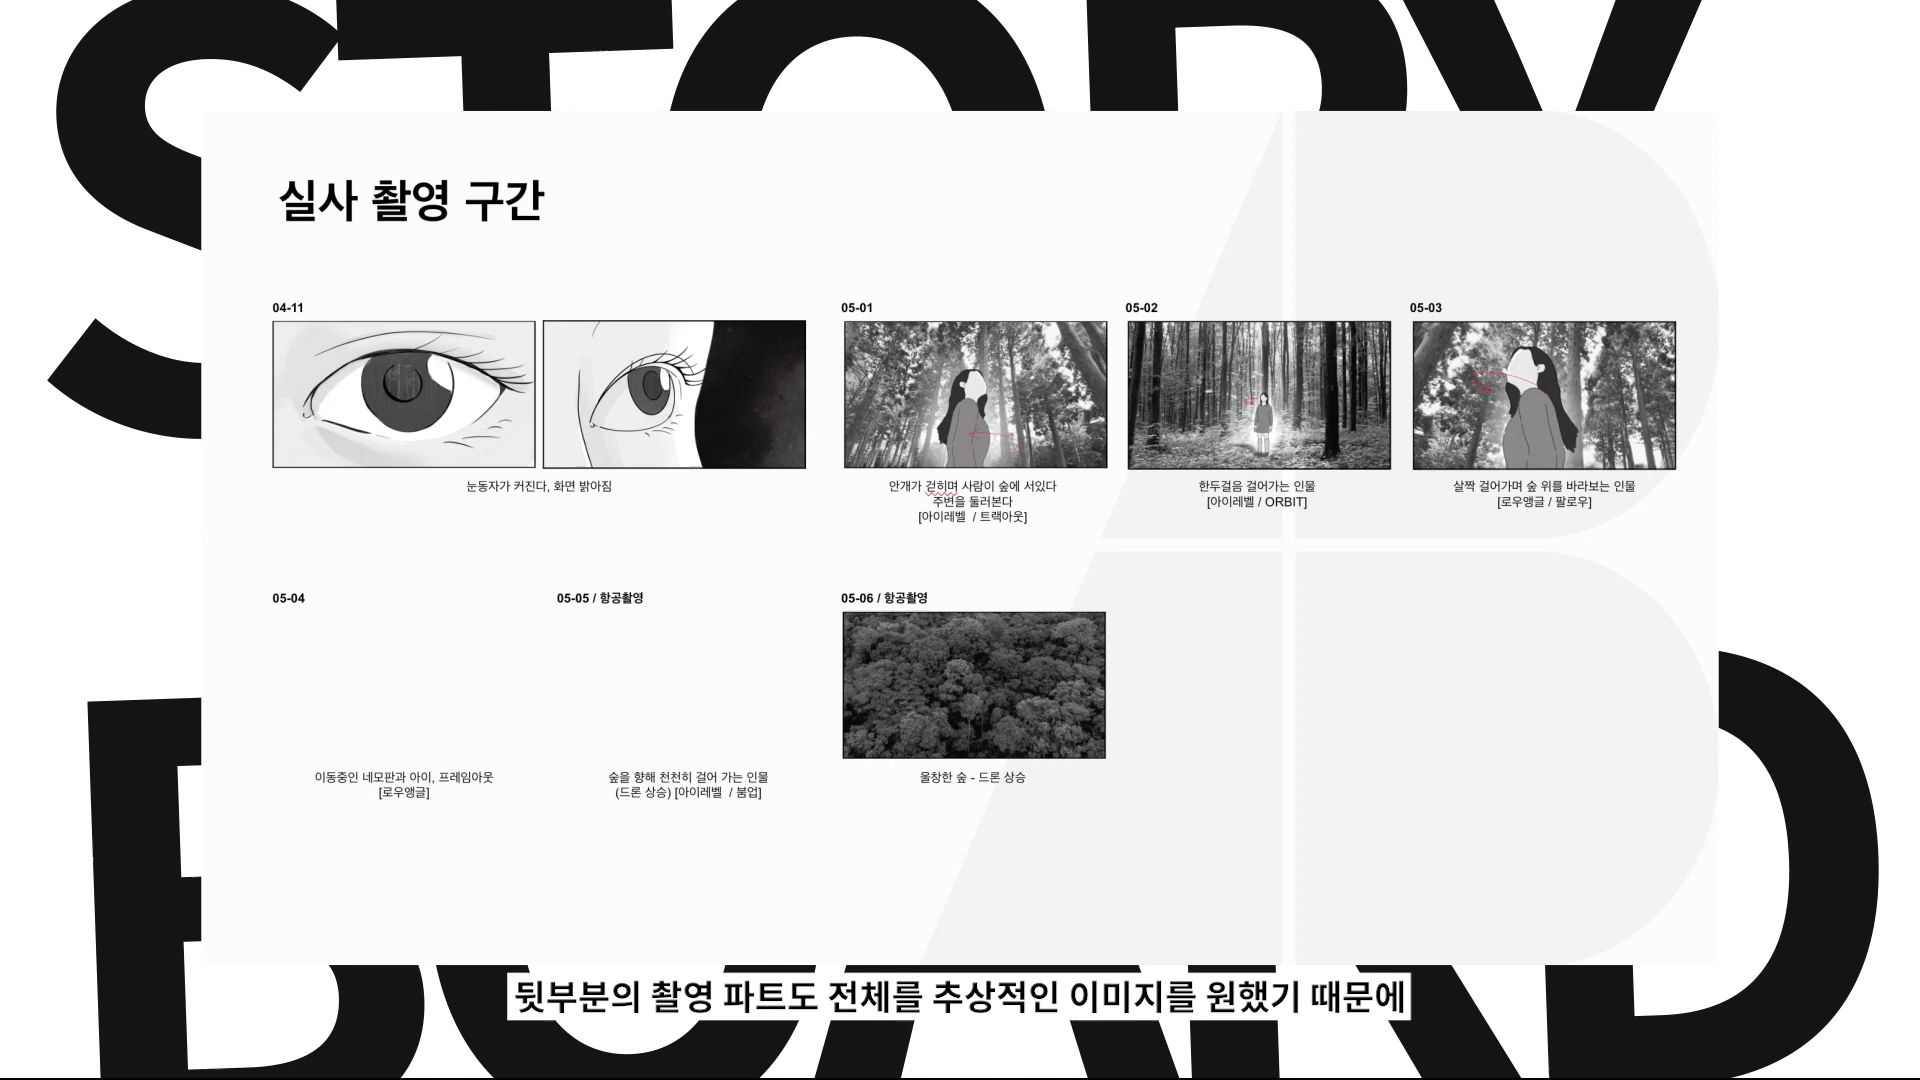 STORY
실사 촬영 구간
04-11
눈동자가 커진다, 화면 밝아짐
05-01
안개가 걷히며 사람이 숲에 서있다
주변을 둘러본다
[아이레벨 / 트랙아웃]
05-02
한두걸음 걸어가는 인물
[아이레벨 / ORBIT]
05-03
살짝 걸어가며 숲 위를 바라보는 인물
[로우앵글 / 팔로우]
05-04
이동중인 네모판과 아이, 프레임아웃
[로우앵글]
05-05 / 항공촬영
숲을 향해 천천히 걸어 가는 인물
(드론 상승) [아이레벨 / 붐업]
05-06 / 항공촬영
울창한 숲 - 드론 상승
BOARD
뒷부분의 촬영 파트도 전체를 추상적인 이미지를 원했기 때문에